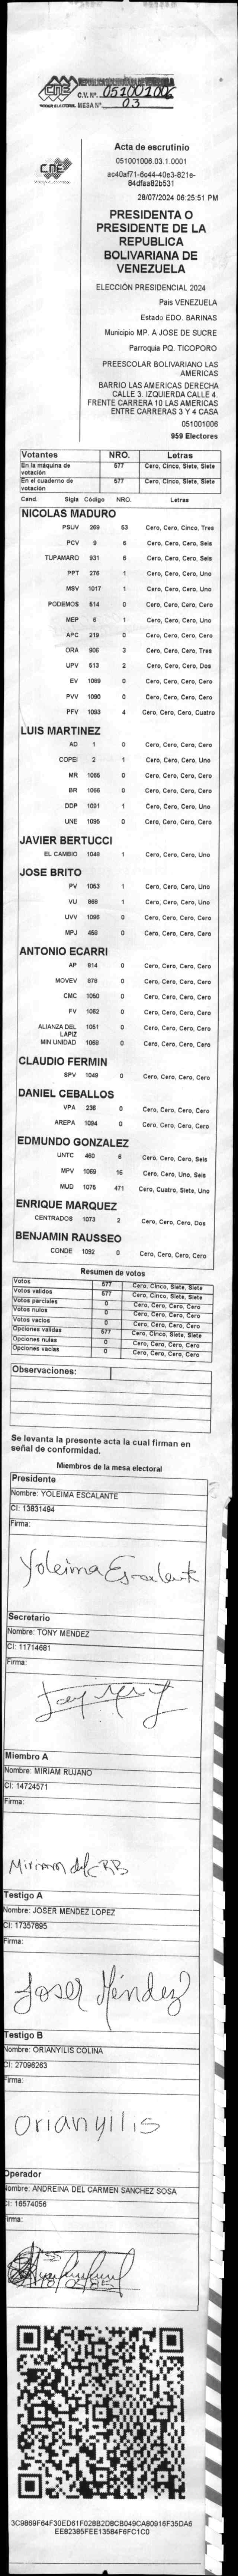 CNE
PODER ELECTORAL
REPUBLICA BOLIVARIANA DE VENEZUELA
C.V. Nº. 051001006
MESA Nº 03
CNE
Acta de escrutinio
051001006.03.1.0001
ac40af71-6c44-40e3-821e-
64dfaa82b531
28/07/2024 06:25:51 PM
PRESIDENTA O
PRESIDENTE DE LA
REPUBLICA
BOLIVARIANA DE
VENEZUELA
ELECCIÓN PRESIDENCIAL 2024
País VENEZUELA
Estado EDO. BARINAS
Municipio MP. A JOSE DE SUCRE
Parroquia PQ. TICOPORO
PREESCOLAR BOLIVARIANO LAS
AMERICAS
BARRIO LAS AMERICAS DERECHA
CALLE 3. IZQUIERDA CALLE 4.
FRENTE CARRERA 10 LAS AMERICAS
ENTRE CARRERAS 3 Y 4 CASA
051001006
959 Electores
Votantes NRO. Letras
En la máquina de votación 577 Cero, Cinco, Siete, Siete
En el cuaderno de votación 577 Cero, Cinco, Siete, Siete
Cand. Sigla Código NRO. Letras
NICOLAS MADURO
PSUV 269 53 Cero, Cero, Cinco, Tres
PCV 9 6 Cero, Cero, Cero, Seis
TUPAMARO 931 6 Cero, Cero, Cero, Seis
PPT 276 1 Cero, Cero, Cero, Uno
MSV 1017 1 Cero, Cero, Cero, Uno
PODEMOS 514 0 Cero, Cero, Cero, Cero
MEP 6 1 Cero, Cero, Cero, Uno
APC 219 0 Cero, Cero, Cero, Cero
ORA 906 3 Cero, Cero, Cero, Tres
UPV 513 2 Cero, Cero, Cero, Dos
EV 1089 0 Cero, Cero, Cero, Cero
PVV 1090 0 Cero, Cero, Cero, Cero
PFV 1093 4 Cero, Cero, Cero, Cuatro
LUIS MARTINEZ
AD 1 0 Cero, Cero, Cero, Cero
COPEI 2 1 Cero, Cero, Cero, Uno
MR 1065 0 Cero, Cero, Cero, Cero
BR 1066 0 Cero, Cero, Cero, Cero
DDP 1091 1 Cero, Cero, Cero, Uno
UNE 1095 0 Cero, Cero, Cero, Cero
JAVIER BERTUCCI
EL CAMBIO 1048 1 Cero, Cero, Cero, Uno
JOSE BRITO
PV 1053 1 Cero, Cero, Cero, Uno
VU 868 1 Cero, Cero, Cero, Uno
UVV 1096 0 Cero, Cero, Cero, Cero
MPJ 458 0 Cero, Cero, Cero, Cero
ANTONIO ECARRI
AP 814 0 Cero, Cero, Cero, Cero
MOVEV 878 0 Cero, Cero, Cero, Cero
CMC 1050 0 Cero, Cero, Cero, Cero
FV 1082 0 Cero, Cero, Cero, Cero
ALIANZA DEL LAPIZ 1051 0 Cero, Cero, Cero, Cero
MIN UNIDAD 1068 0 Cero, Cero, Cero, Cero
CLAUDIO FERMIN
SPV 1049 0 Cero, Cero, Cero, Cero
DANIEL CEBALLOS
VPA 236 0 Cero, Cero, Cero, Cero
AREPA 1094 0 Cero, Cero, Cero, Cero
EDMUNDO GONZALEZ
UNTC 460 6 Cero, Cero, Cero, Seis
MPV 1069 16 Cero, Cero, Uno, Seis
MUD 1075 471 Cero, Cuatro, Siete, Uno
ENRIQUE MARQUEZ
CENTRADOS 1073 2 Cero, Cero, Cero, Dos
BENJAMIN RAUSSEO
CONDE 1092 0 Cero, Cero, Cero, Cero
Resumen de votos
Votos 577 Cero, Cinco, Siete, Siete
Votos validos 577 Cero, Cinco, Siete, Siete
Votos parciales 0 Cero, Cero, Cero, Cero
Votos nulos 0 Cero, Cero, Cero, Cero
Votos vacios 0 Cero, Cero, Cero, Cero
Opciones validas 577 Cero, Cinco, Siete, Siete
Opciones nulas 0 Cero, Cero, Cero, Cero
Opciones vacias 0 Cero, Cero, Cero, Cero
Observaciones:
Se levanta la presente acta la cual firman en
señal de conformidad.
Miembros de la mesa electoral
Presidente
Nombre: YOLEIMA ESCALANTE
CI: 13831494
Firma:
Yoleima Escalante
Secretario
Nombre: TONY MENDEZ
CI: 11714681
Firma:
Miembro A
Nombre: MIRIAM RUJANO
CI: 14724571
Firma:
Miriam del C RB
Testigo A
Nombre: JOSER MENDEZ LOPEZ
CI: 17357895
Firma:
Joser Méndez
Testigo B
Nombre: ORIANYILIS COLINA
CI: 27098263
Firma:
Orianyilis
Operador
Nombre: ANDREINA DEL CARMEN SANCHEZ SOSA
CI: 16574056
Firma:
3C9869F64F30ED61F028B2D8CB049CA80916F35DA6
EE82385FEE13584F6FC1C0